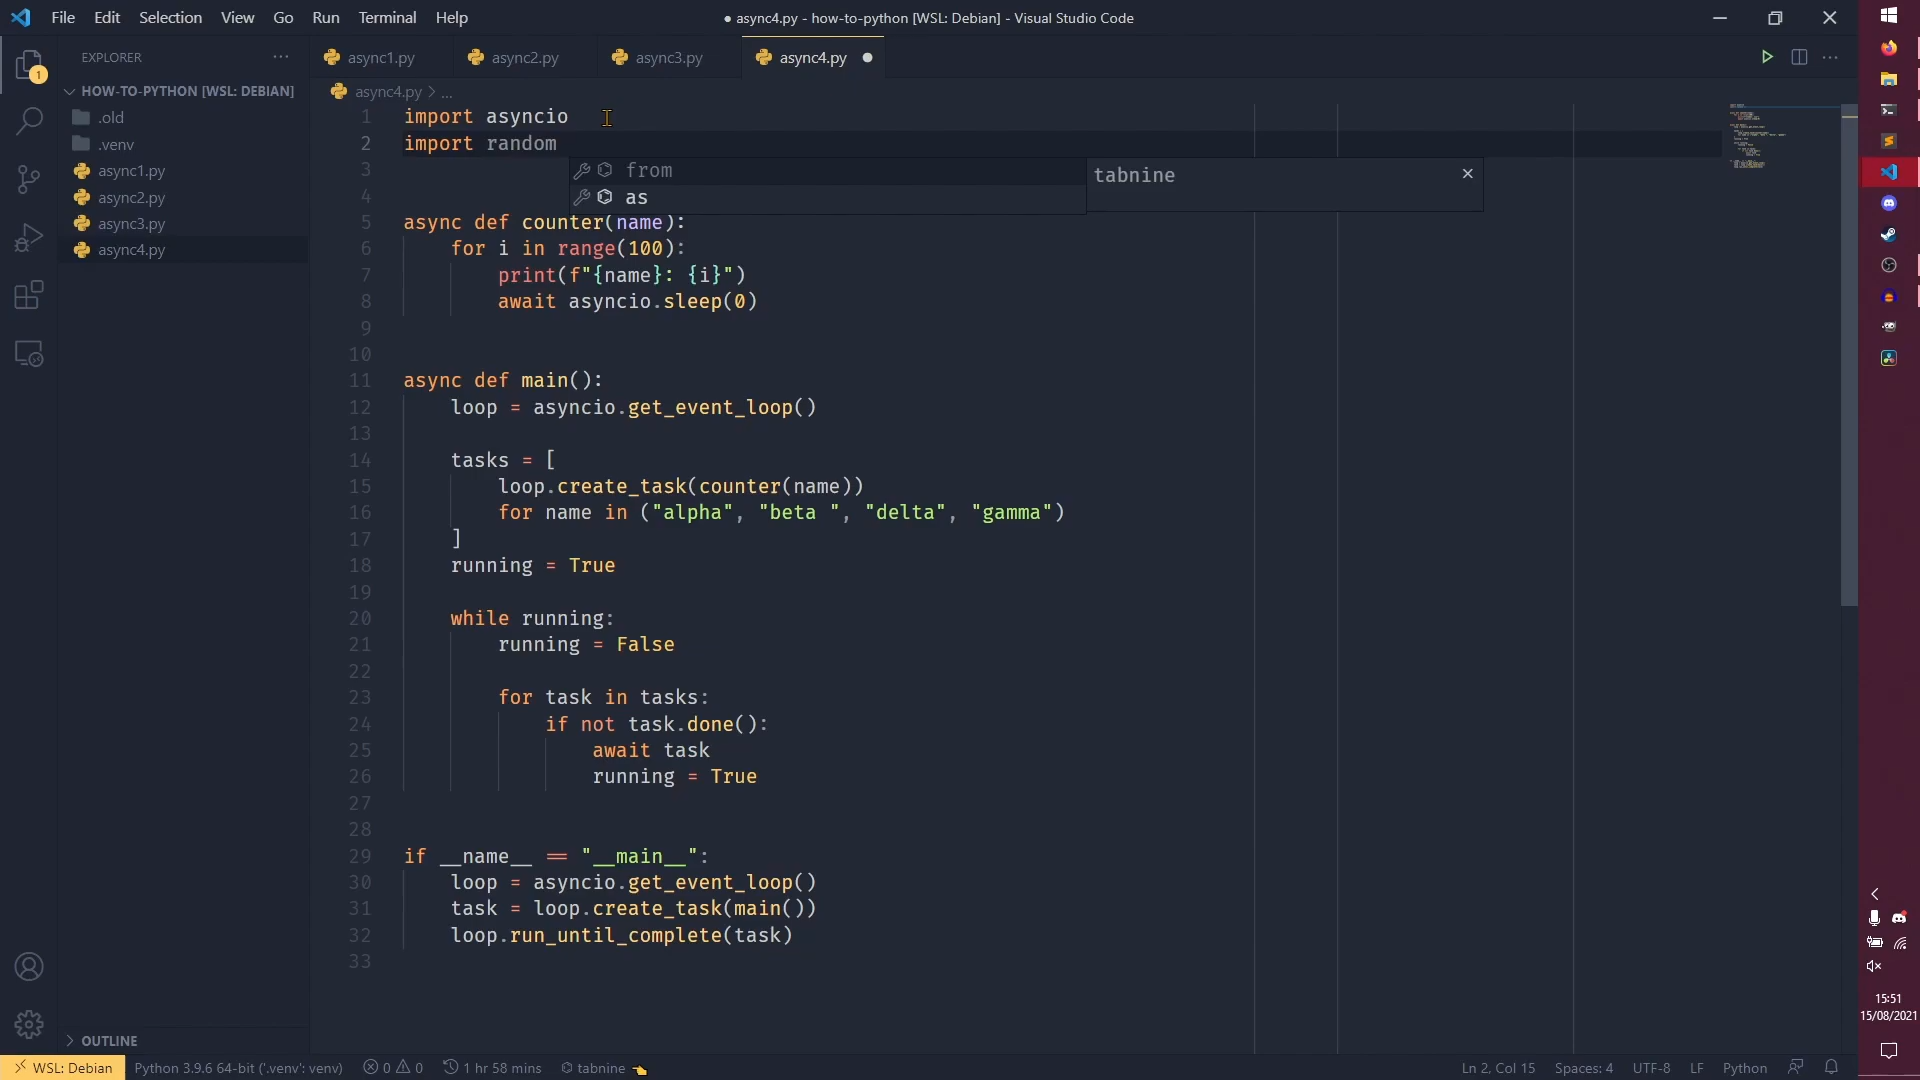 File Edit Selection View Go Run Terminal Help
● async4.py - how-to-python [WSL: Debian] - Visual Studio Code
EXPLORER
async1.py async2.py async3.py async4.py
1
HOW-TO-PYTHON [WSL: DEBIAN]
.old
.venv
async1.py
async2.py
async3.py
async4.py
OUTLINE
async4.py > ...
1 import asyncio
2 import random
from
as
tabnine
3
4
5 async def counter(name):
6 for i in range(100):
7 print(f"{name}: {i}")
8 await asyncio.sleep(0)
9
10
11 async def main():
12 loop = asyncio.get_event_loop()
13
14 tasks = [
15 loop.create_task(counter(name))
16 for name in ("alpha", "beta ", "delta", "gamma")
17 ]
18 running = True
19
20 while running:
21 running = False
22
23 for task in tasks:
24 if not task.done():
25 await task
26 running = True
27
28
29 if __name__ == "__main__":
30 loop = asyncio.get_event_loop()
31 task = loop.create_task(main())
32 loop.run_until_complete(task)
33
WSL: Debian Python 3.9.6 64-bit ('.venv': venv) 0 0 1 hr 58 mins tabnine Ln 2, Col 15 Spaces: 4 UTF-8 LF Python
15:51
15/08/2021